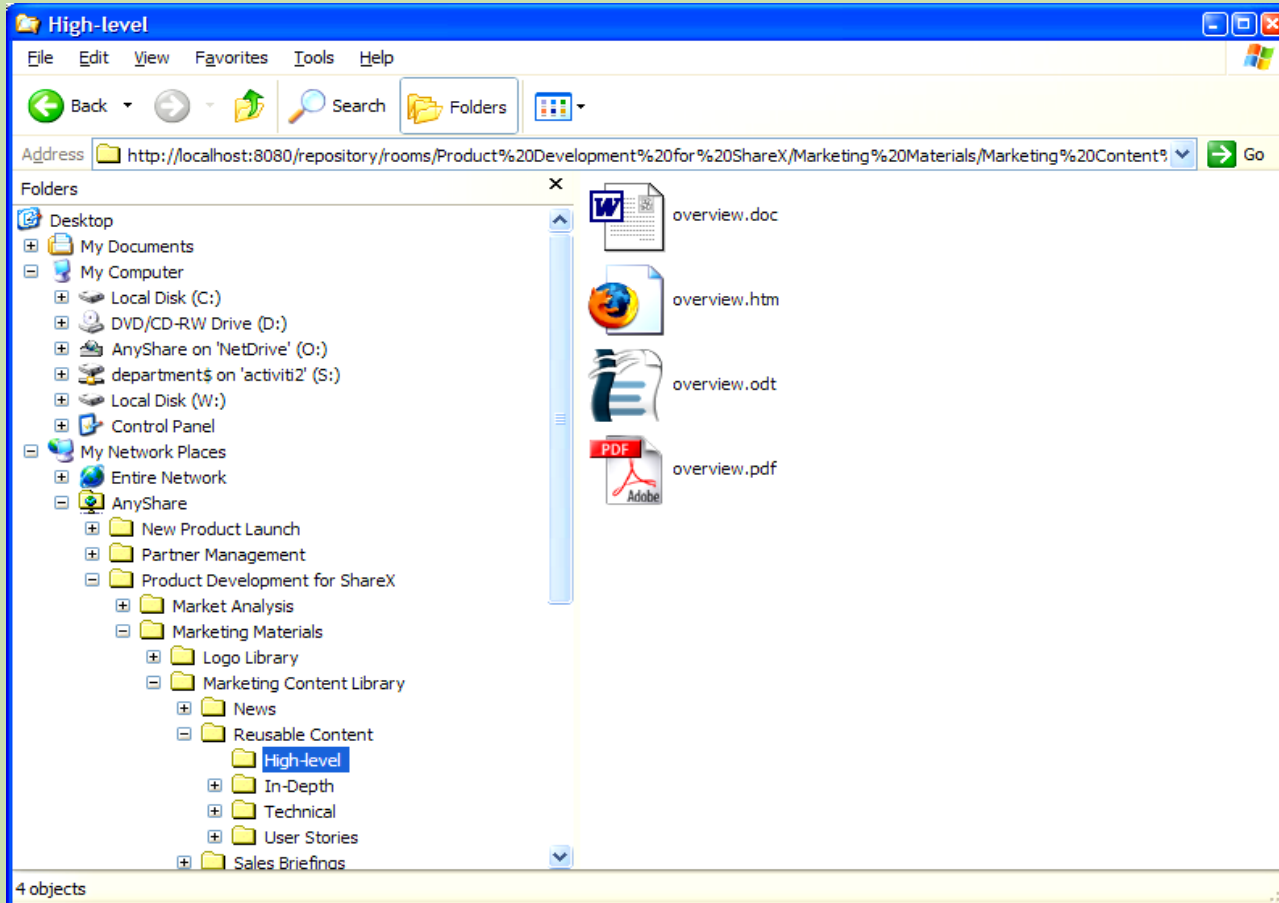 High-level
File Edit View Favorites Tools Help
Back Search Folders
Address http://localhost:8080/repository/rooms/Product%20Development%20for%20ShareX/Marketing%20Materials/Marketing%20Content% Go
Folders
Desktop
My Documents
My Computer
Local Disk (C:)
DVD/CD-RW Drive (D:)
AnyShare on 'NetDrive' (O:)
department$ on 'activiti2' (S:)
Local Disk (W:)
Control Panel
My Network Places
Entire Network
AnyShare
New Product Launch
Partner Management
Product Development for ShareX
Market Analysis
Marketing Materials
Logo Library
Marketing Content Library
News
Reusable Content
High-level
In-Depth
Technical
User Stories
Sales Briefings
W
overview.doc
overview.htm
overview.odt
PDF
Adobe
overview.pdf
4 objects